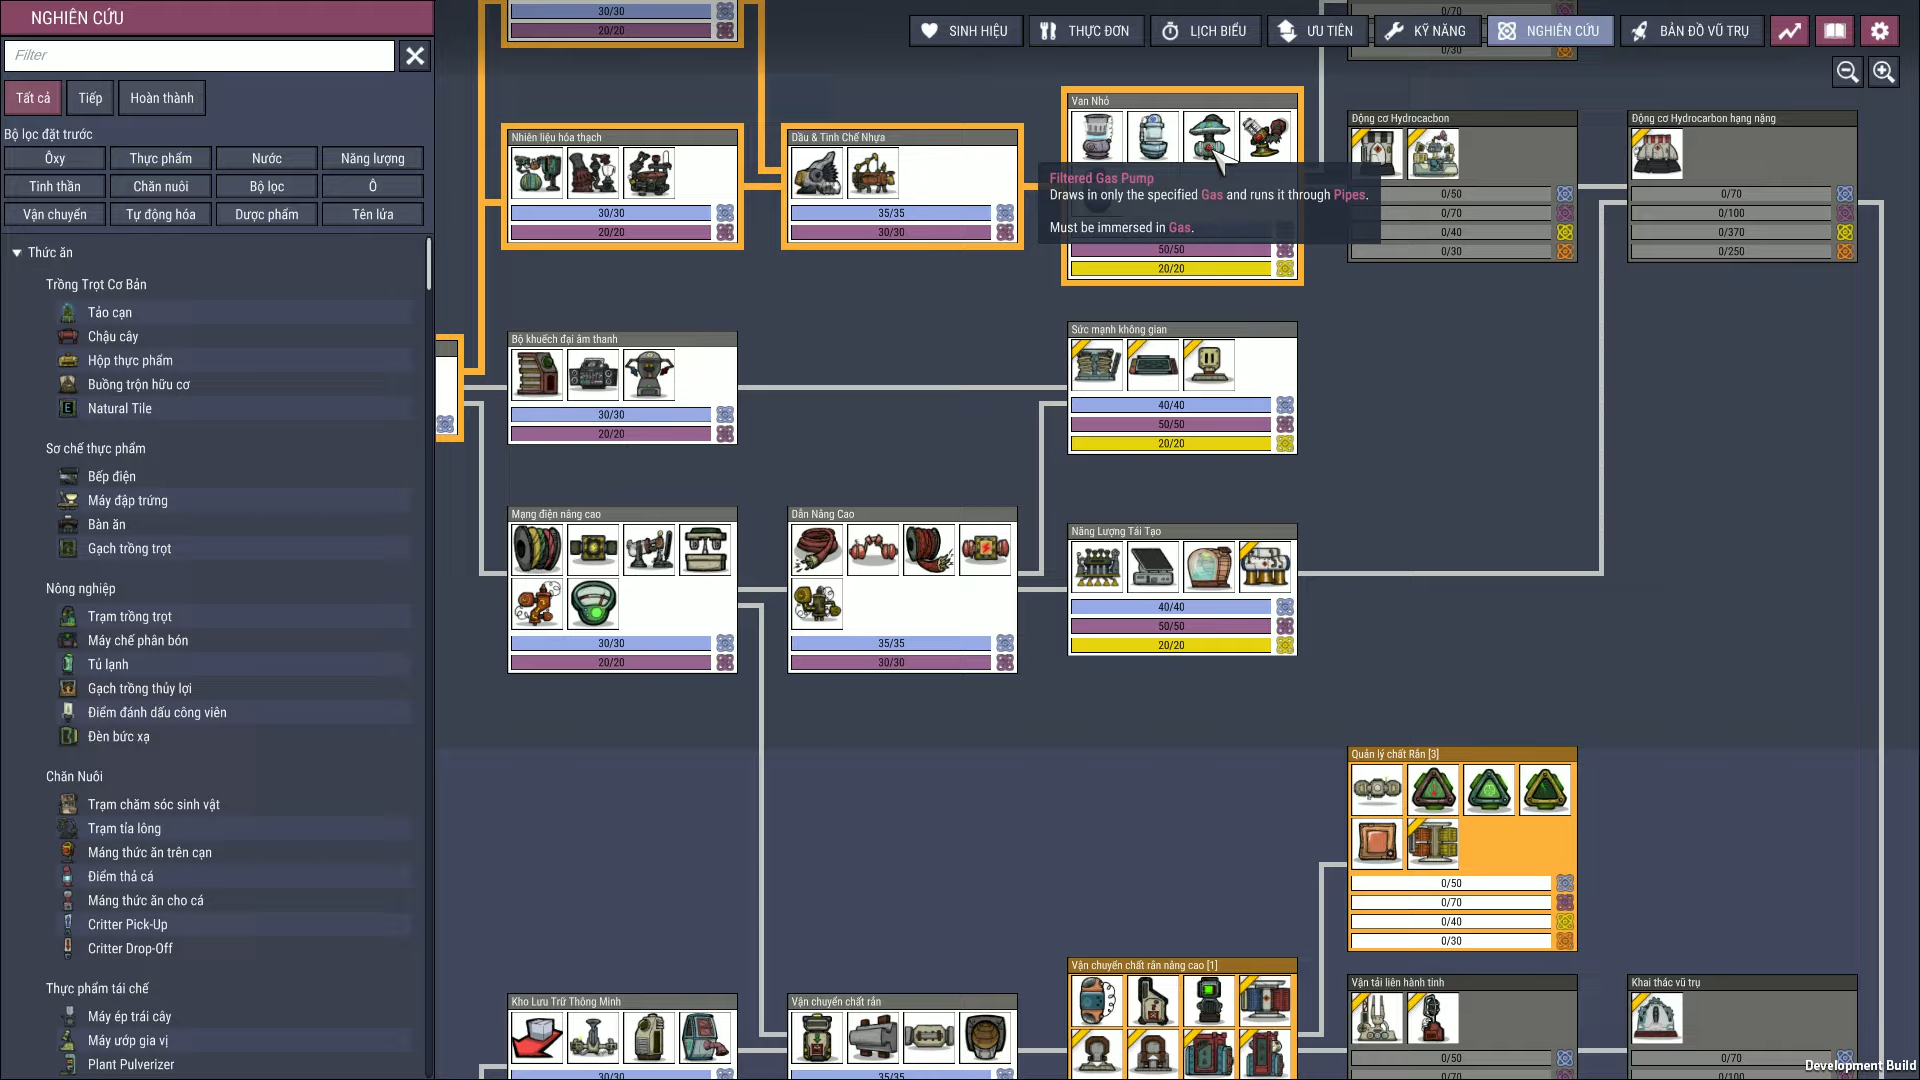 NGHIÊN CỨU
SINH HIỆU
THỰC ĐƠN
LỊCH BIỂU
ƯU TIÊN
KỸ NĂNG
NGHIÊN CỨU
BẢN ĐỒ VŨ TRỤ
Filter
Tất cả
Tiếp
Hoàn thành
Bộ lọc đặt trước
Ôxy
Thực phẩm
Nước
Năng lượng
Tinh thần
Chăn nuôi
Bộ lọc
Ô
Vận chuyển
Tự động hóa
Dược phẩm
Tên lửa
Thức ăn
Trồng Trọt Cơ Bản
Tảo cạn
Chậu cây
Hộp thực phẩm
Buồng trộn hữu cơ
Natural Tile
Sơ chế thực phẩm
Bếp điện
Máy đập trứng
Bàn ăn
Gạch trồng trọt
Nông nghiệp
Trạm trồng trọt
Máy chế phân bón
Tủ lạnh
Gạch trồng thủy lợi
Điểm đánh dấu công viên
Đèn bức xạ
Chăn Nuôi
Trạm chăm sóc sinh vật
Trạm tỉa lông
Máng thức ăn trên cạn
Điểm thả cá
Máng thức ăn cho cá
Critter Pick-Up
Critter Drop-Off
Thực phẩm tái chế
Máy ép trái cây
Máy ướp gia vị
Plant Pulverizer
30/30
20/20
0/70
0/30
Nhiên liệu hóa thạch
30/30
20/20
Dầu & Tinh Chế Nhựa
35/35
30/30
Van Nhỏ
Filtered Gas Pump
Draws in only the specified Gas and runs it through Pipes.
Must be immersed in Gas.
50/50
20/20
Động cơ Hydrocacbon
0/50
0/70
0/40
0/30
Động cơ Hydrocarbon hạng nặng
0/70
0/100
0/370
0/250
Bộ khuếch đại âm thanh
30/30
20/20
Sức mạnh không gian
40/40
50/50
20/20
Mạng điện nâng cao
30/30
20/20
Dẫn Nâng Cao
35/35
30/30
Năng Lượng Tái Tạo
40/40
50/50
20/20
Quản lý chất Rắn [3]
0/50
0/70
0/40
0/30
Kho Lưu Trữ Thông Minh
30/30
Vận chuyển chất rắn
35/35
Vận chuyển chất rắn nâng cao [1]
Vận tải liên hành tinh
0/50
0/70
Khai thác vũ trụ
0/70
0/100
Development Build